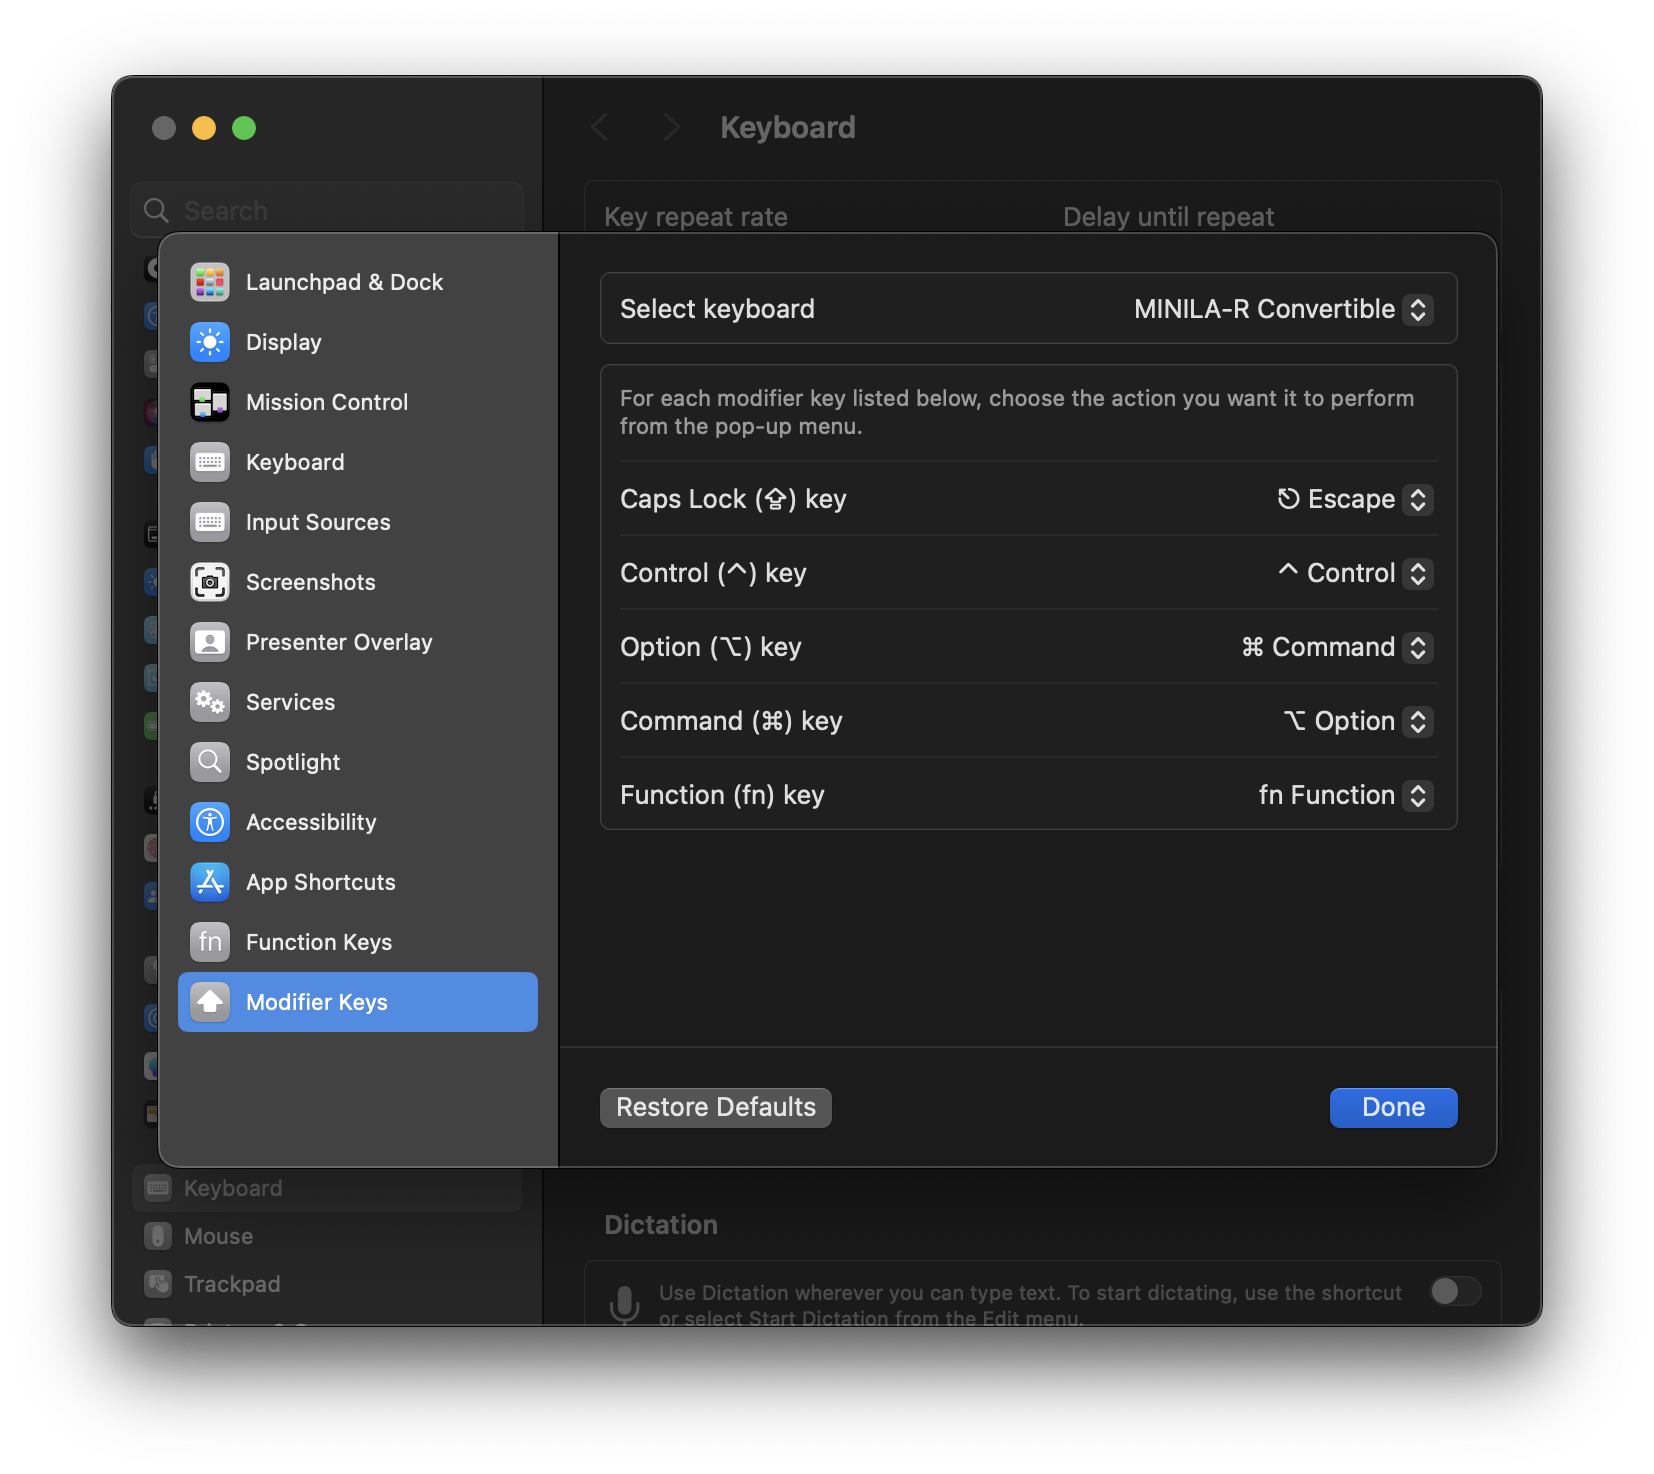 Keyboard
Search
Key repeat rate
Delay until repeat
Launchpad & Dock
Display
Mission Control
Keyboard
Input Sources
Screenshots
Presenter Overlay
Services
Spotlight
Accessibility
App Shortcuts
fn Function Keys
Modifier Keys
Select keyboard MINILA-R Convertible
For each modifier key listed below, choose the action you want it to perform
from the pop-up menu.
Caps Lock (⇪) key ⎋ Escape
Control (^) key ^ Control
Option (⌥) key ⌘ Command
Command (⌘) key ⌥ Option
Function (fn) key fn Function
Restore Defaults
Done
Keyboard
Mouse
Trackpad
Dictation
Use Dictation wherever you can type text. To start dictating, use the shortcut
or select Start Dictation from the Edit menu.